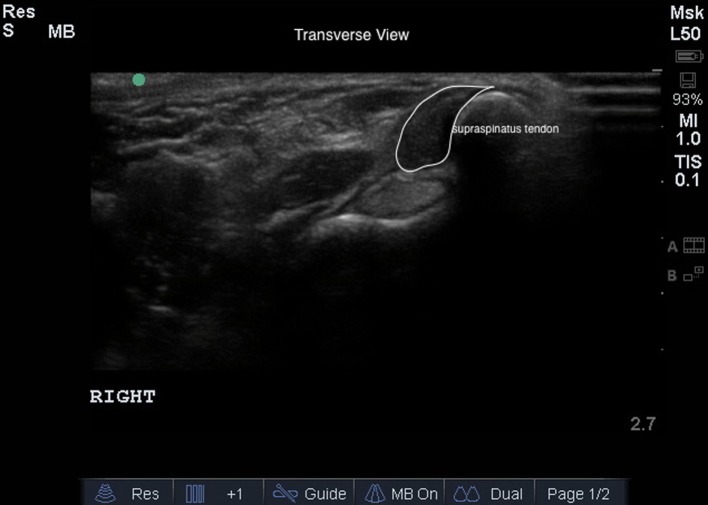 Res
S MB
Transverse View
Msk
L50
93%
MI
1.0
TIS
0.1
supraspinatus tendon
A
B
RIGHT
2.7
Res
+1
Guide
MB On
Dual
Page 1/2